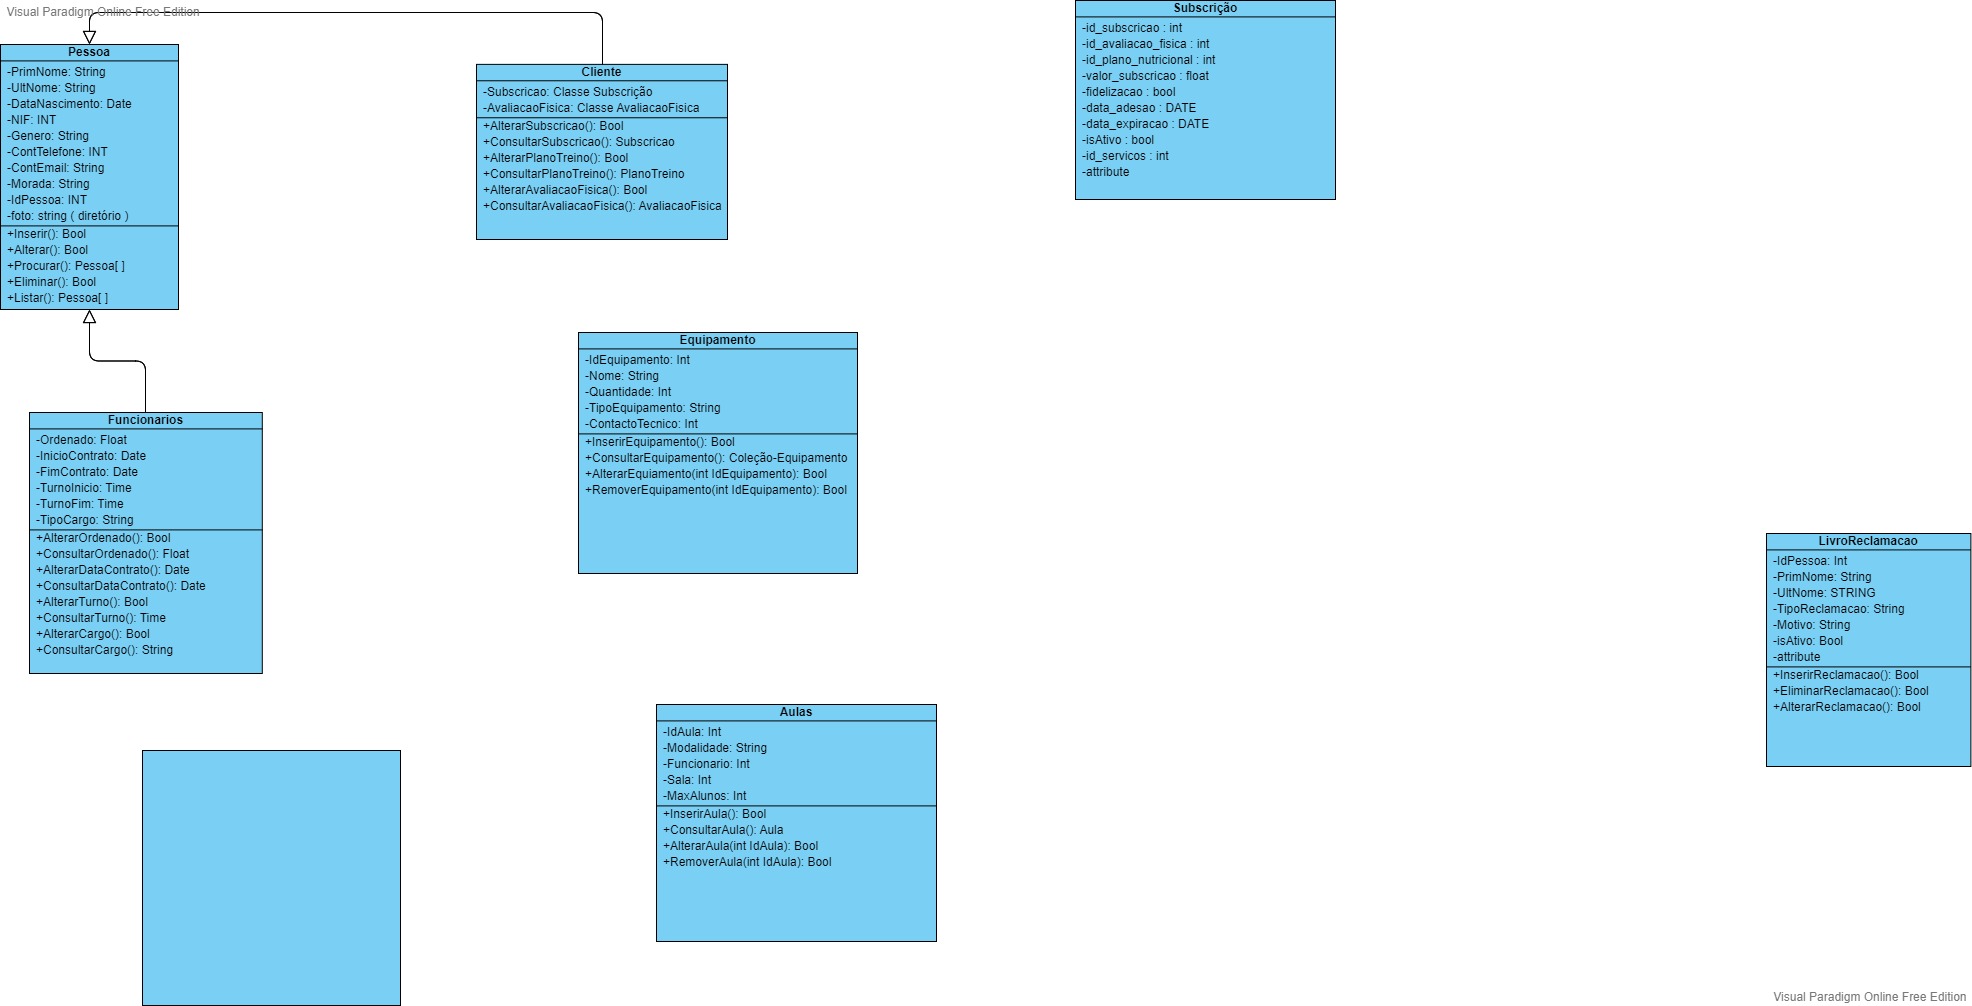 Visual Paradigm Online Free Edition
Pessoa
-PrimNome: String
-UltNome: String
-DataNascimento: Date
-NIF: INT
-Genero: String
-ContTelefone: INT
-ContEmail: String
-Morada: String
-IdPessoa: INT
-foto: string ( diretório )
+Inserir(): Bool
+Alterar(): Bool
+Procurar(): Pessoa[ ]
+Eliminar(): Bool
+Listar(): Pessoa[ ]
Cliente
-Subscricao: Classe Subscrição
-AvaliacaoFisica: Classe AvaliacaoFisica
+AlterarSubscricao(): Bool
+ConsultarSubscricao(): Subscricao
+AlterarPlanoTreino(): Bool
+ConsultarPlanoTreino(): PlanoTreino
+AlterarAvaliacaoFisica(): Bool
+ConsultarAvaliacaoFisica(): AvaliacaoFisica
Subscrição
-id_subscricao : int
-id_avaliacao_fisica : int
-id_plano_nutricional : int
-valor_subscricao : float
-fidelizacao : bool
-data_adesao : DATE
-data_expiracao : DATE
-isAtivo : bool
-id_servicos : int
-attribute
Equipamento
-IdEquipamento: Int
-Nome: String
-Quantidade: Int
-TipoEquipamento: String
-ContactoTecnico: Int
+InserirEquipamento(): Bool
+ConsultarEquipamento(): Coleção-Equipamento
+AlterarEquiamento(int IdEquipamento): Bool
+RemoverEquipamento(int IdEquipamento): Bool
Funcionarios
-Ordenado: Float
-InicioContrato: Date
-FimContrato: Date
-TurnoInicio: Time
-TurnoFim: Time
-TipoCargo: String
+AlterarOrdenado(): Bool
+ConsultarOrdenado(): Float
+AlterarDataContrato(): Date
+ConsultarDataContrato(): Date
+AlterarTurno(): Bool
+ConsultarTurno(): Time
+AlterarCargo(): Bool
+ConsultarCargo(): String
LivroReclamacao
-IdPessoa: Int
-PrimNome: String
-UltNome: STRING
-TipoReclamacao: String
-Motivo: String
-isAtivo: Bool
-attribute
+InserirReclamacao(): Bool
+EliminarReclamacao(): Bool
+AlterarReclamacao(): Bool
Aulas
-IdAula: Int
-Modalidade: String
-Funcionario: Int
-Sala: Int
-MaxAlunos: Int
+InserirAula(): Bool
+ConsultarAula(): Aula
+AlterarAula(int IdAula): Bool
+RemoverAula(int IdAula): Bool
Visual Paradigm Online Free Edition